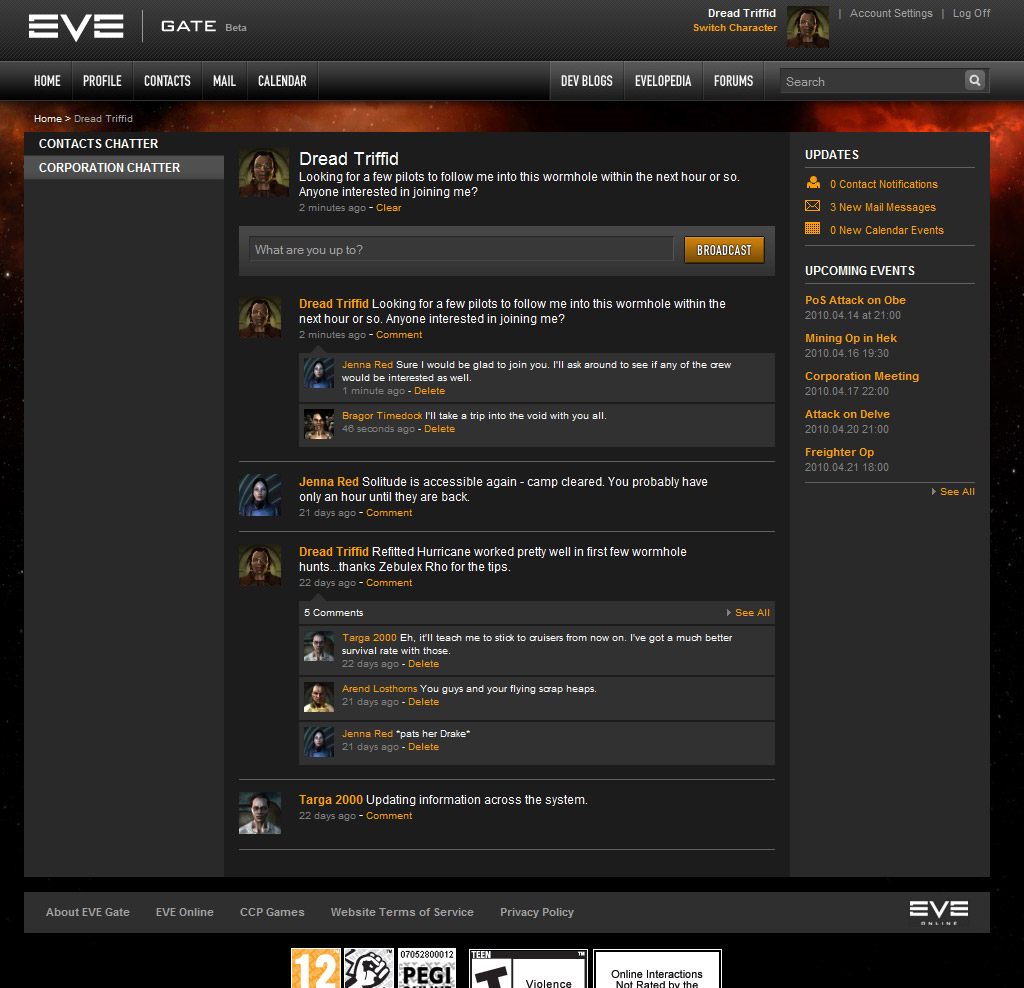 EVE GATE Beta
Dread Triffid
Switch Character
| Account Settings | Log Off
HOME PROFILE CONTACTS MAIL CALENDAR DEV BLOGS EVELOPEDIA FORUMS Search
Home > Dread Triffid
CONTACTS CHATTER
CORPORATION CHATTER
Dread Triffid
Looking for a few pilots to follow me into this wormhole within the next hour or so.
Anyone interested in joining me?
2 minutes ago - Clear
What are you up to? BROADCAST
Dread Triffid Looking for a few pilots to follow me into this wormhole within the
next hour or so. Anyone interested in joining me?
2 minutes ago - Comment
Jenna Red Sure I would be glad to join you. I'll ask around to see if any of the crew
would be interested as well.
1 minute ago - Delete
Bragor Timedock I'll take a trip into the void with you all.
46 seconds ago - Delete
Jenna Red Solitude is accessible again - camp cleared. You probably have
only an hour until they are back.
21 days ago - Comment
Dread Triffid Refitted Hurricane worked pretty well in first few wormhole
hunts...thanks Zebulex Rho for the tips.
22 days ago - Comment
5 Comments See All
Targa 2000 Eh, it'll teach me to stick to cruisers from now on. I've got a much better
survival rate with those.
22 days ago - Delete
Arend Losthorns You guys and your flying scrap heaps.
21 days ago - Delete
Jenna Red *pats her Drake*
21 days ago - Delete
Targa 2000 Updating information across the system.
22 days ago - Comment
UPDATES
0 Contact Notifications
3 New Mail Messages
0 New Calendar Events
UPCOMING EVENTS
PoS Attack on Obe
2010.04.14 at 21:00
Mining Op in Hek
2010.04.16 19:30
Corporation Meeting
2010.04.17 22:00
Attack on Delve
2010.04.20 21:00
Freighter Op
2010.04.21 18:00
See All
About EVE Gate EVE Online CCP Games Website Terms of Service Privacy Policy
EVE
ONLINE
12
TM
07052800012
PEGI
ONLINE
TEEN TM
T
Violence
Online Interactions
Not Rated by the